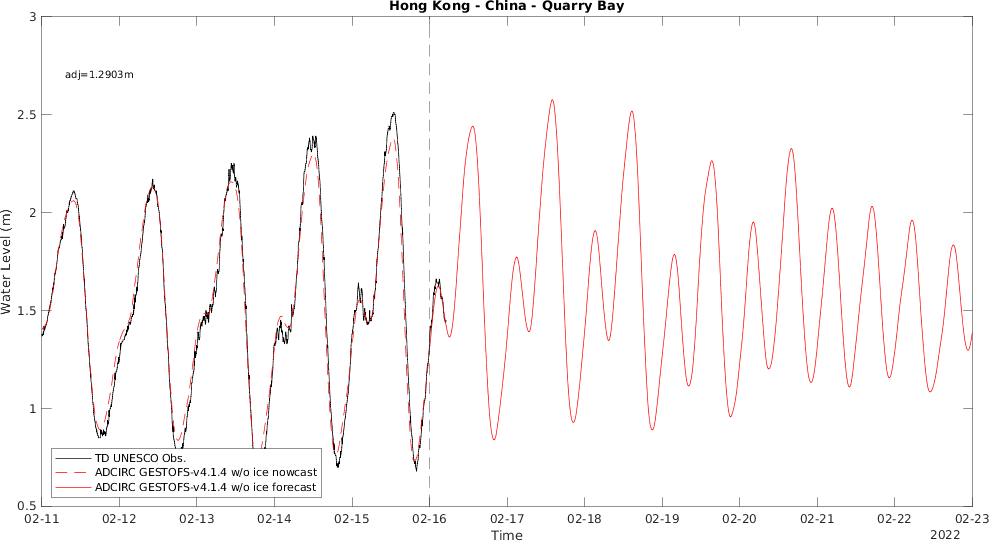 Hong Kong - China - Quarry Bay
3
adj=1.2903m
2.5
2
Water Level (m)
1.5
1
TD UNESCO Obs.
ADCIRC GESTOFS-v4.1.4 w/o ice nowcast
ADCIRC GESTOFS-v4.1.4 w/o ice forecast
0.5
02-11 02-12 02-13 02-14 02-15 02-16 02-17 02-18 02-19 02-20 02-21 02-22 02-23
Time
2022